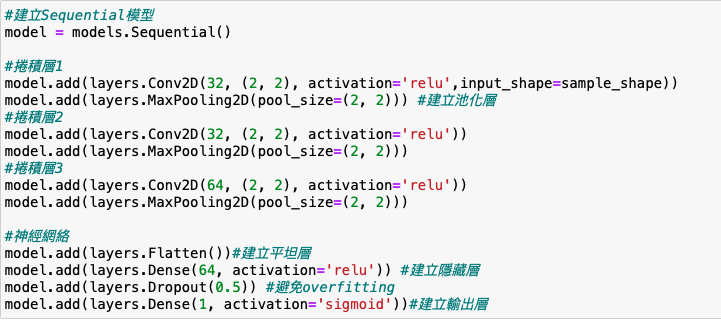 #建立Sequential模型
model = models.Sequential()
#捲積層1
model.add(layers.Conv2D(32, (2, 2), activation='relu',input_shape=sample_shape))
model.add(layers.MaxPooling2D(pool_size=(2, 2))) #建立池化層
#捲積層2
model.add(layers.Conv2D(32, (2, 2), activation='relu'))
model.add(layers.MaxPooling2D(pool_size=(2, 2)))
#捲積層3
model.add(layers.Conv2D(64, (2, 2), activation='relu'))
model.add(layers.MaxPooling2D(pool_size=(2, 2)))
#神經網絡
model.add(layers.Flatten())#建立平坦層
model.add(layers.Dense(64, activation='relu')) #建立隱藏層
model.add(layers.Dropout(0.5)) #避免overfitting
model.add(layers.Dense(1, activation='sigmoid'))#建立輸出層